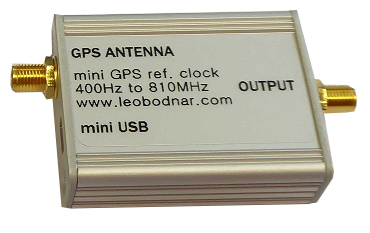 GPS ANTENNA
mini GPS ref. clock
400Hz to 810MHz
www.leobodnar.com
OUTPUT
mini USB